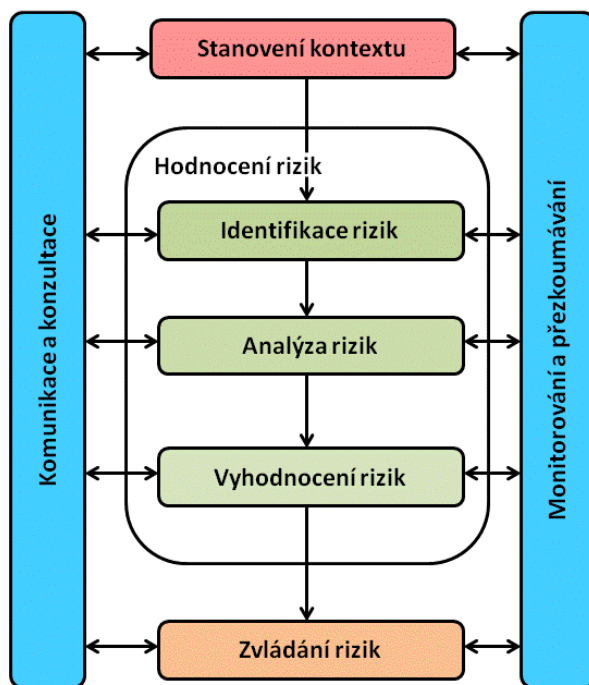 Stanovení kontextu
Hodnocení rizik
Identifikace rizik
Analýza rizik
Vyhodnocení rizik
Zvládání rizik
Komunikace a konzultace
Monitorování a přezkoumávání